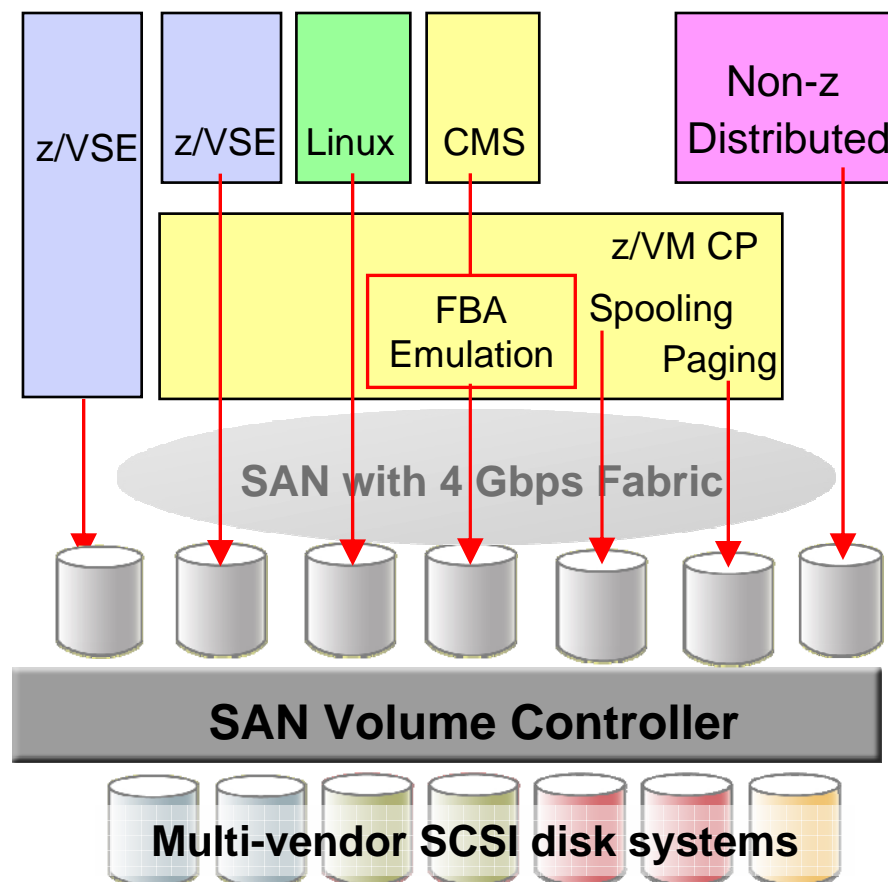 z/VSE
z/VSE
Linux
CMS
Non-z
Distributed
z/VM CP
FBA
Emulation
Spooling
Paging
SAN with 4 Gbps Fabric
SAN Volume Controller
Multi-vendor SCSI disk systems